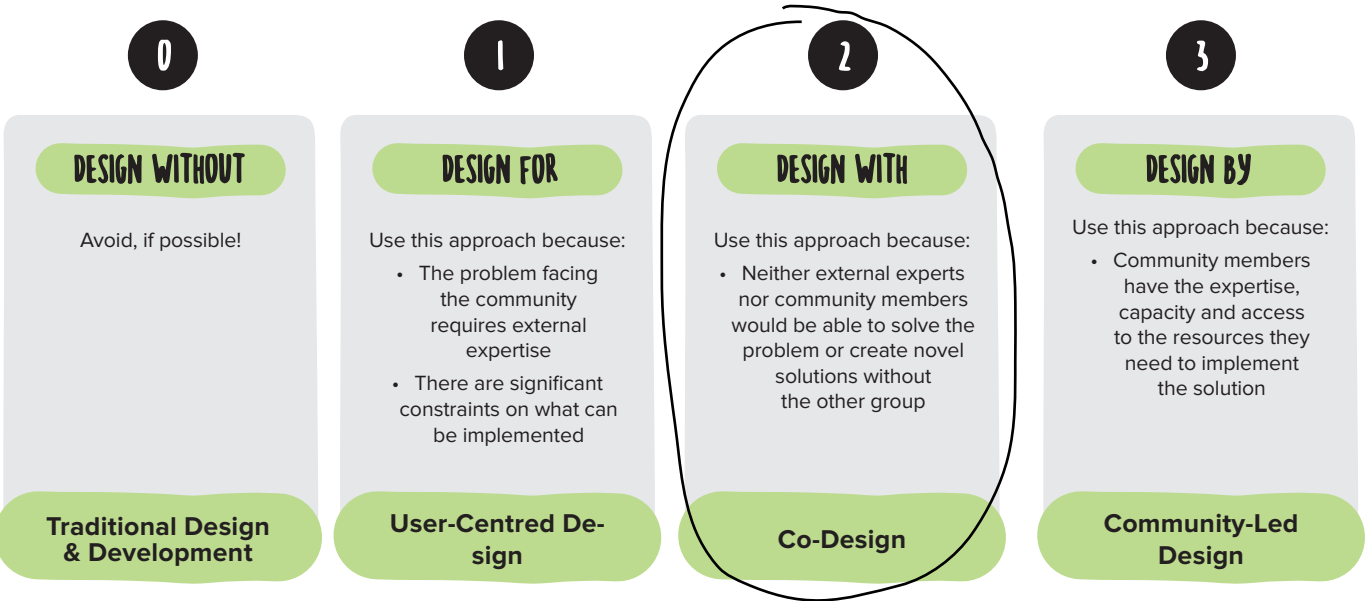 0
DESIGN WITHOUT
Avoid, if possible!
Traditional Design
& Development
1
DESIGN FOR
Use this approach because:
• The problem facing
the community
requires external
expertise
• There are significant
constraints on what can
be implemented
User-Centred De-
sign
2
DESIGN WITH
Use this approach because:
• Neither external experts
nor community members
would be able to solve the
problem or create novel
solutions without
the other group
Co-Design
3
DESIGN BY
Use this approach because:
• Community members
have the expertise,
capacity and access
to the resources they
need to implement
the solution
Community-Led
Design